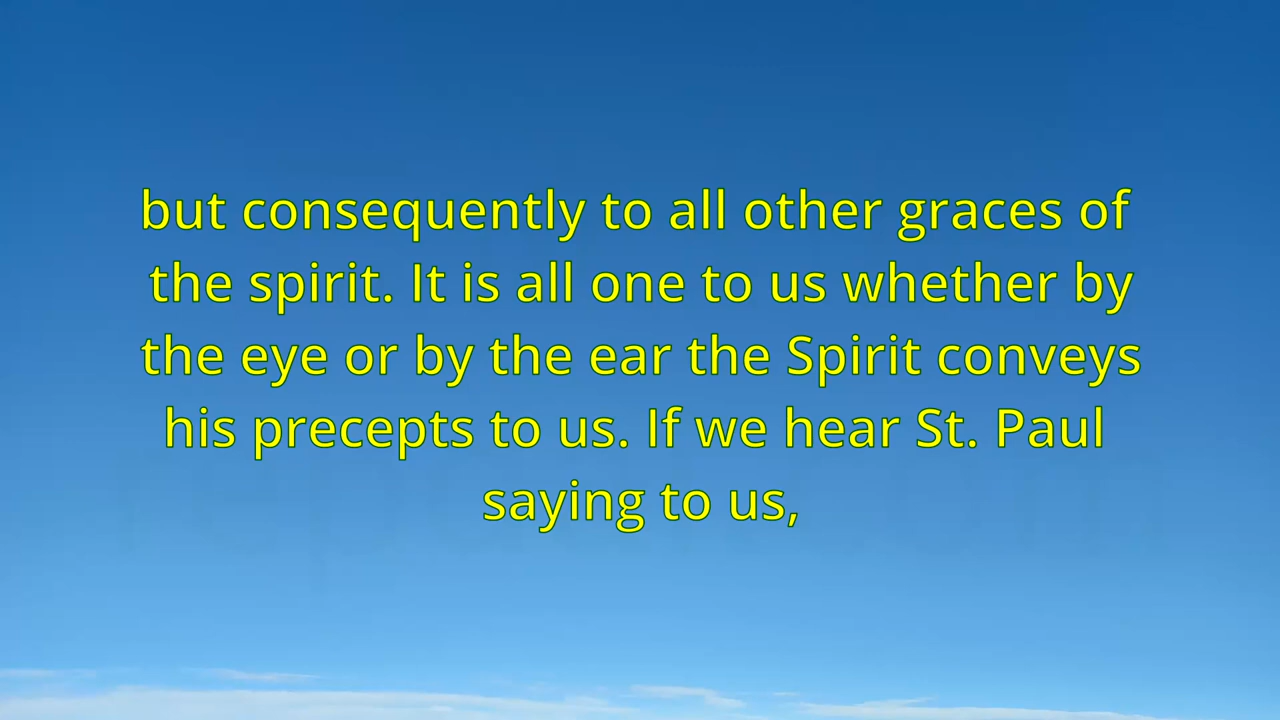 but consequently to all other graces of
the spirit. It is all one to us whether by
the eye or by the ear the Spirit conveys
his precepts to us. If we hear St. Paul
saying to us,